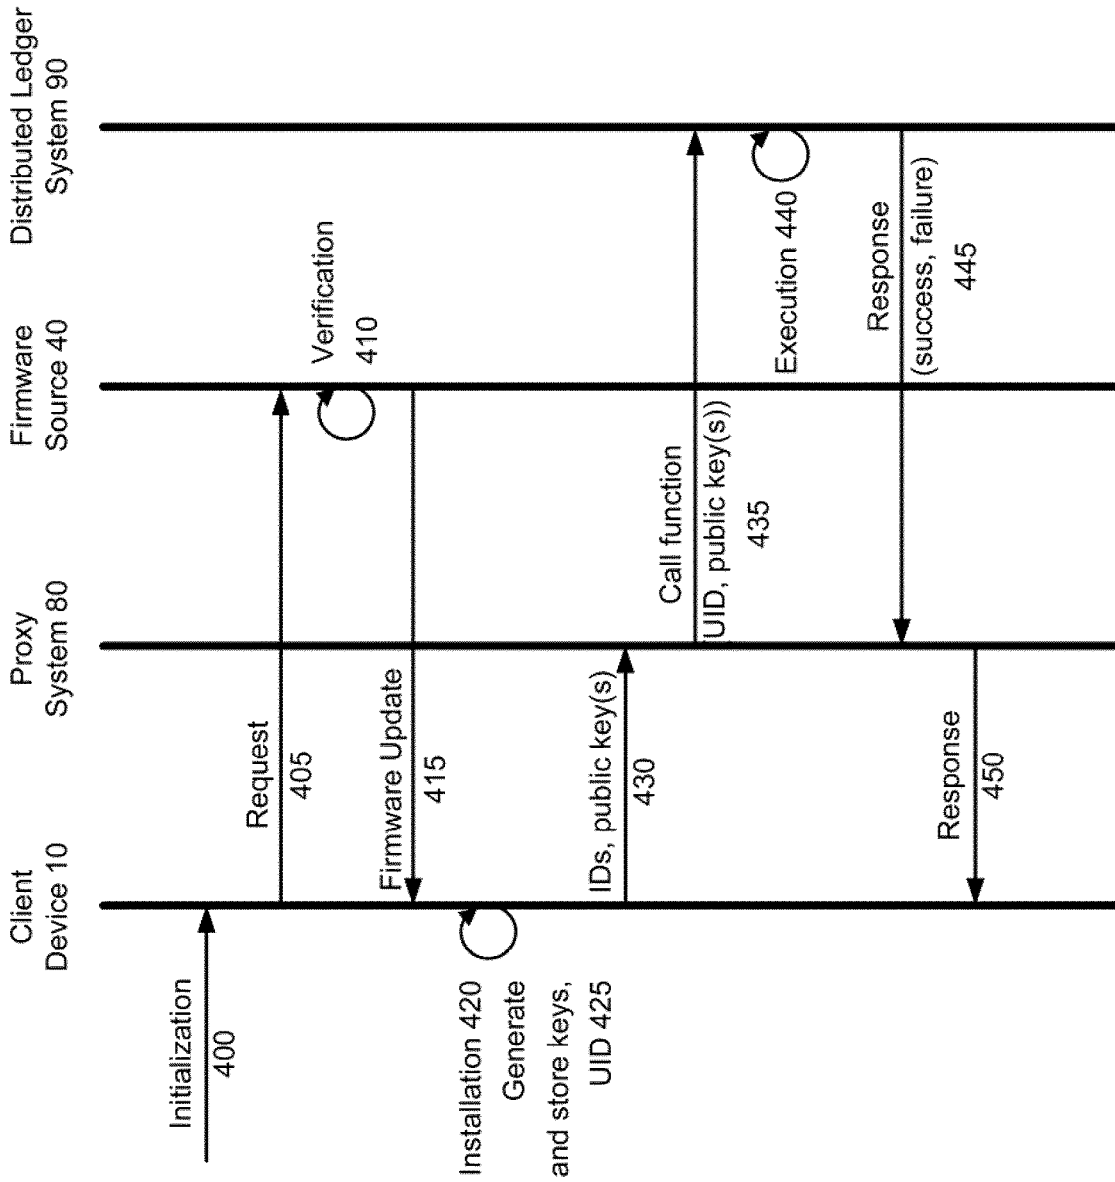 Client
Device 10
Proxy
System 80
Firmware
Source 40
Distributed Ledger
System 90
Initialization
400
Request
405
Verification
410
Firmware Update
415
Installation 420
Generate
and store keys,
UID 425
IDs, public key(s)
430
Call function
(UID, public key(s))
435
Execution 440
Response
(success, failure)
445
Response
450